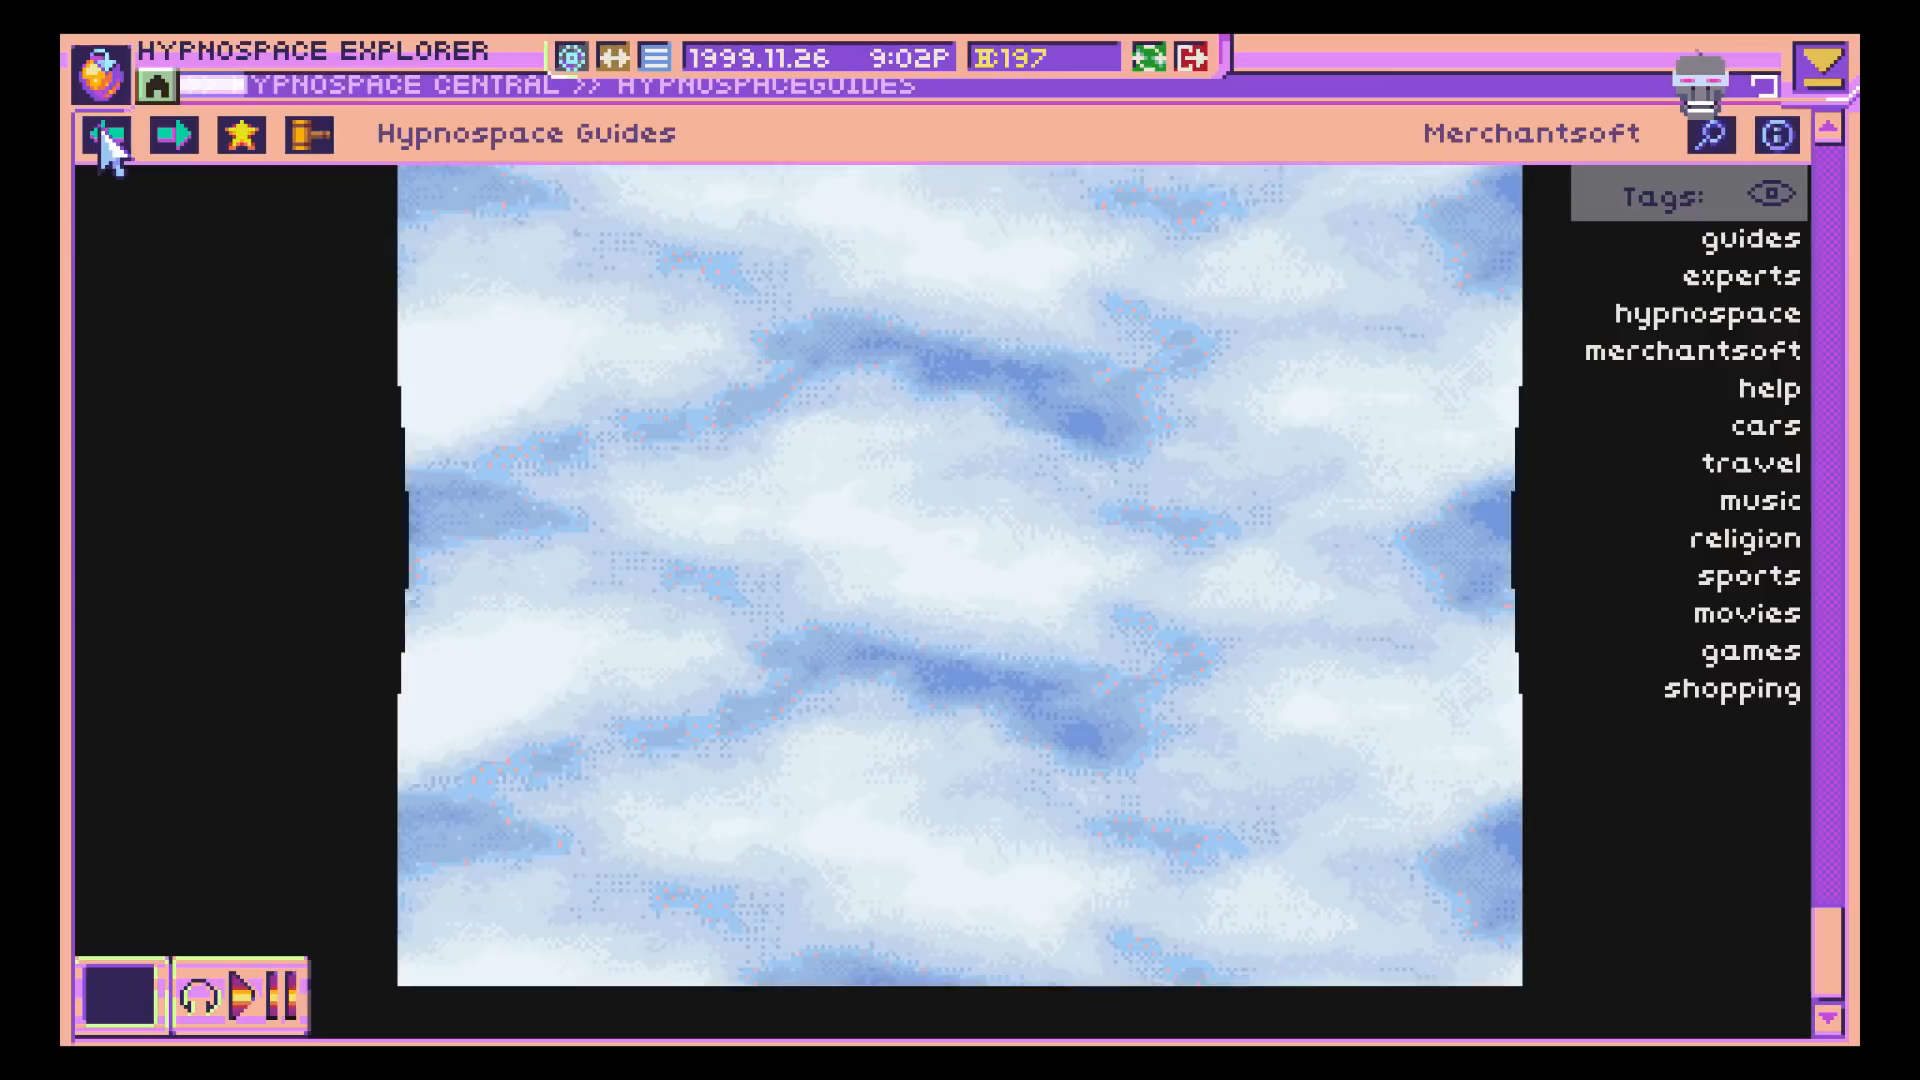 HYPNOSPACE EXPLORER
1999.11.26 9:02P
197
YPNOSPACE CENTRAL >> HYPNOSPACEGUIDES
Hypnospace Guides
Merchantsoft
Tags:
guides
experts
hypnospace
merchantsoft
help
cars
travel
music
religion
sports
movies
games
shopping